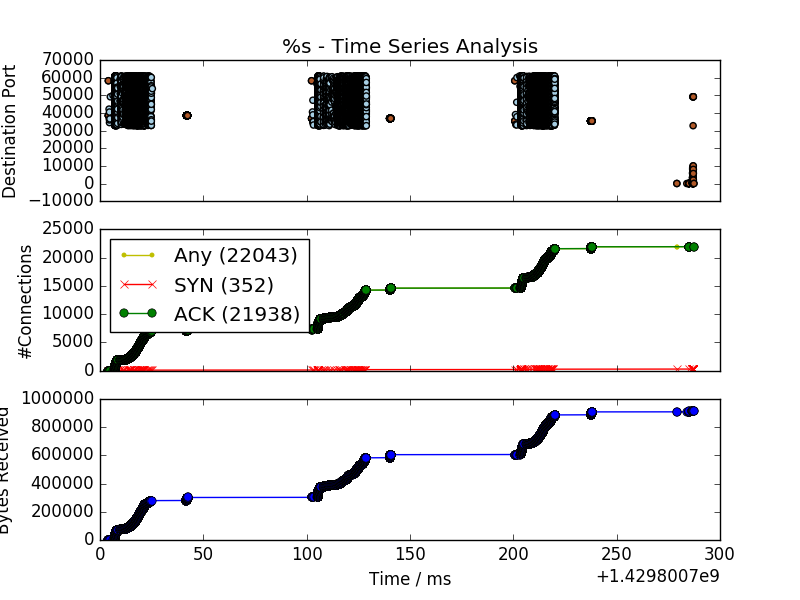 %s - Time Series Analysis
70000
60000
50000
40000
30000
20000
10000
0
−10000
Destination Port
25000
20000
15000
10000
5000
0
#Connections
Any (22043)
SYN (352)
ACK (21938)
1000000
800000
600000
400000
200000
0
Bytes Received
0 50 100 150 200 250 300
Time / ms
+1.4298007e9